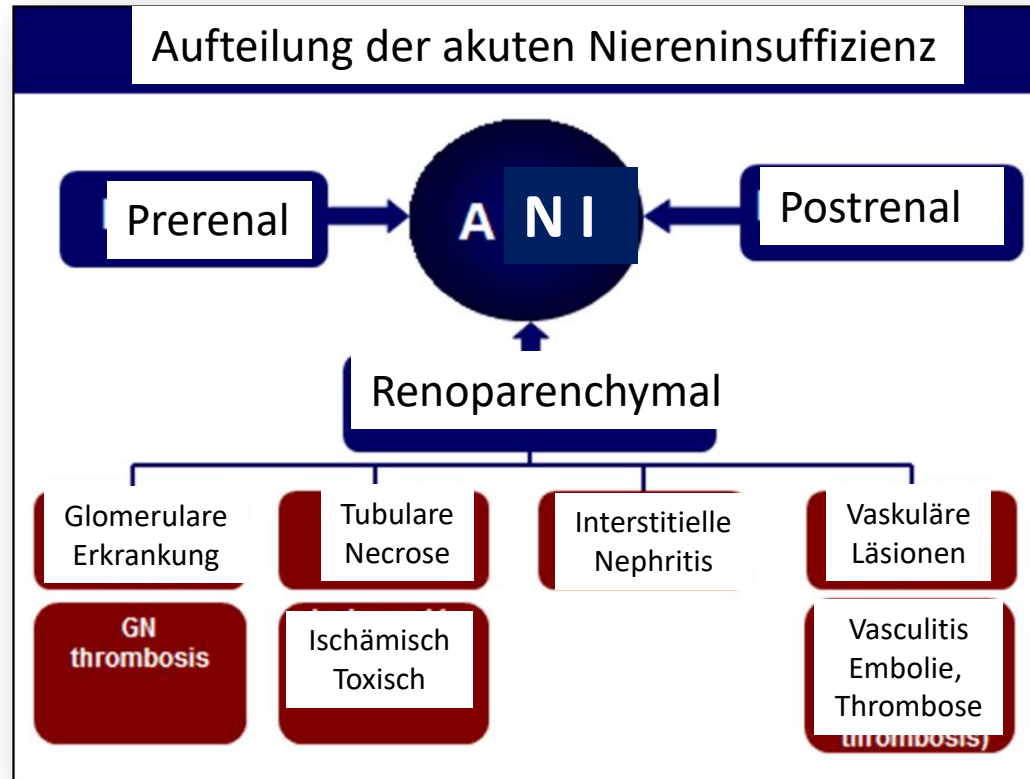 Aufteilung der akuten Niereninsuffizienz
Prerenal
A N I
Postrenal
Renoparenchymal
Glomerulare
Erkrankung
Tubulare
Necrose
Interstitielle
Nephritis
Vaskuläre
Läsionen
GN
thrombosis
Ischämisch
Toxisch
Vasculitis
Embolie,
Thrombose
thrombosis)